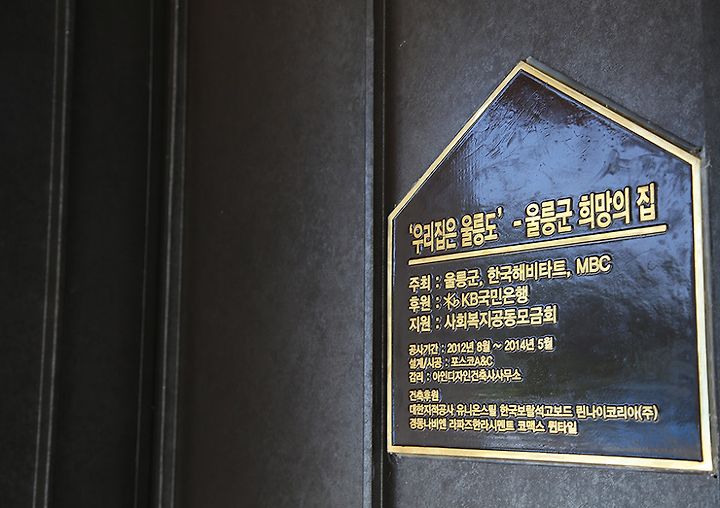 ‘우리집은 울릉도’ - 울릉군 희망의 집
주최 : 울릉군, 한국해비타트, MBC
후원 : KB국민은행
지원 : 사회복지공동모금회
공사기간 : 2012년 8월 ~ 2014년 5월
설계/시공 : 포스코A&C
감리 : 아인디자인건축사사무소
건축후원
대한지적공사 유니온스틸 한국보랄석고보드 린나이코리아(주)
경동나비엔 라파즈한라시멘트 코맥스 윈타일